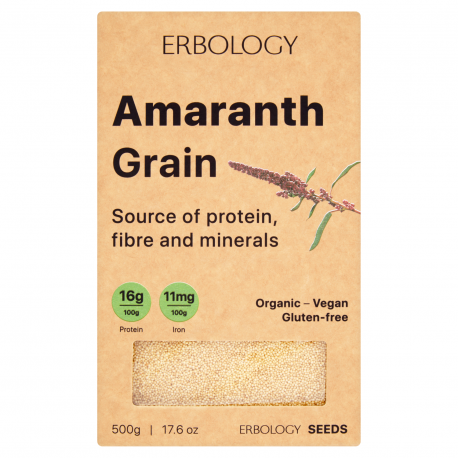 ERBOLOGY
Amaranth
Grain
Source of protein,
fibre and minerals
16g
100g
Protein
11mg
100g
Iron
Organic – Vegan
Gluten-free
500g | 17.6 oz
ERBOLOGY SEEDS